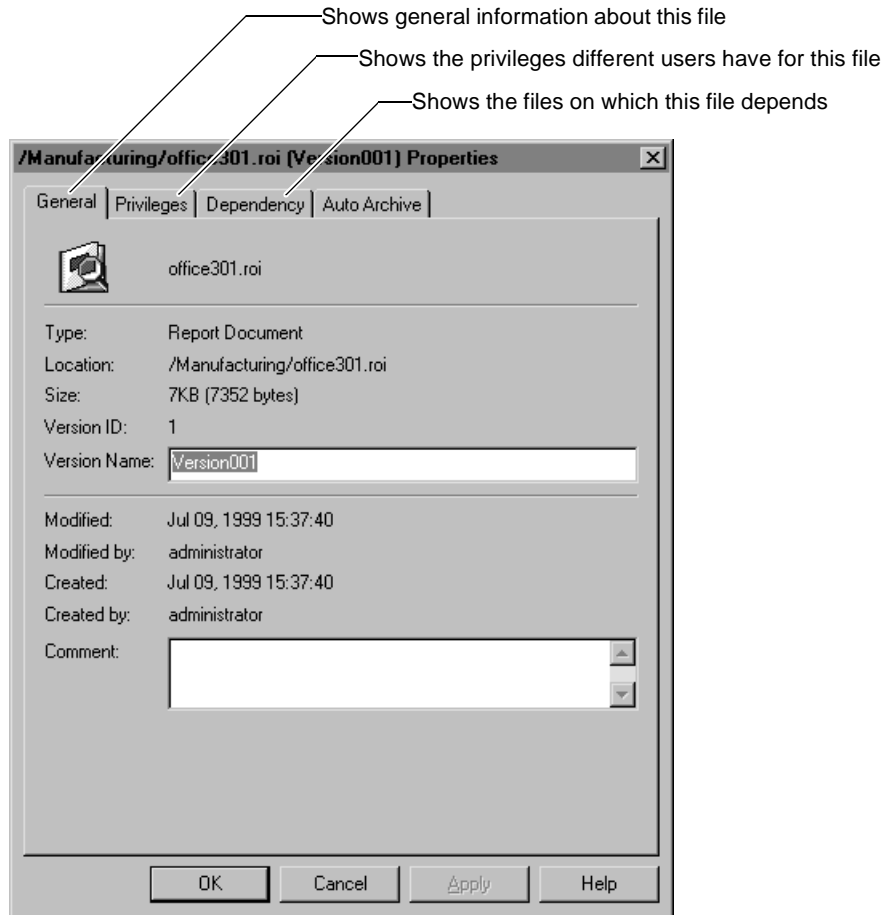 Shows general information about this file
Shows the privileges different users have for this file
Shows the files on which this file depends
/Manufacturing/office301.roi (Version001) Properties
General Privileges Dependency Auto Archive
office301.roi
Type: Report Document
Location: /Manufacturing/office301.roi
Size: 7KB (7352 bytes)
Version ID: 1
Version Name: Version001
Modified: Jul 09, 1999 15:37:40
Modified by: administrator
Created: Jul 09, 1999 15:37:40
Created by: administrator
Comment:
OK Cancel Apply Help